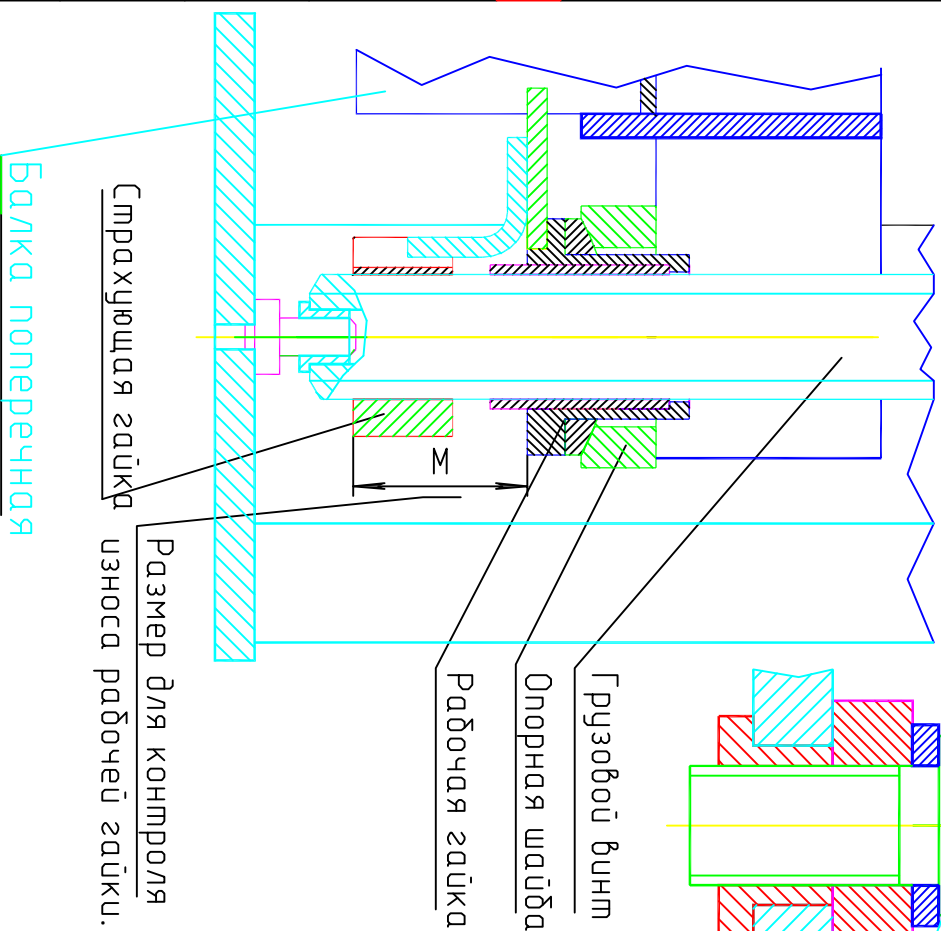 Грузовой винт
Опорная шайба
Рабочая гайка
М
Размер для контроля
износа рабочей гайки.
Страхующая гайка
Балка поперечная